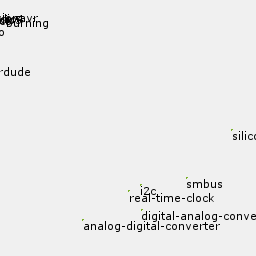 burning
rdude
silico
smbus
i2c
real-time-clock
digital-analog-conve
analog-digital-converter